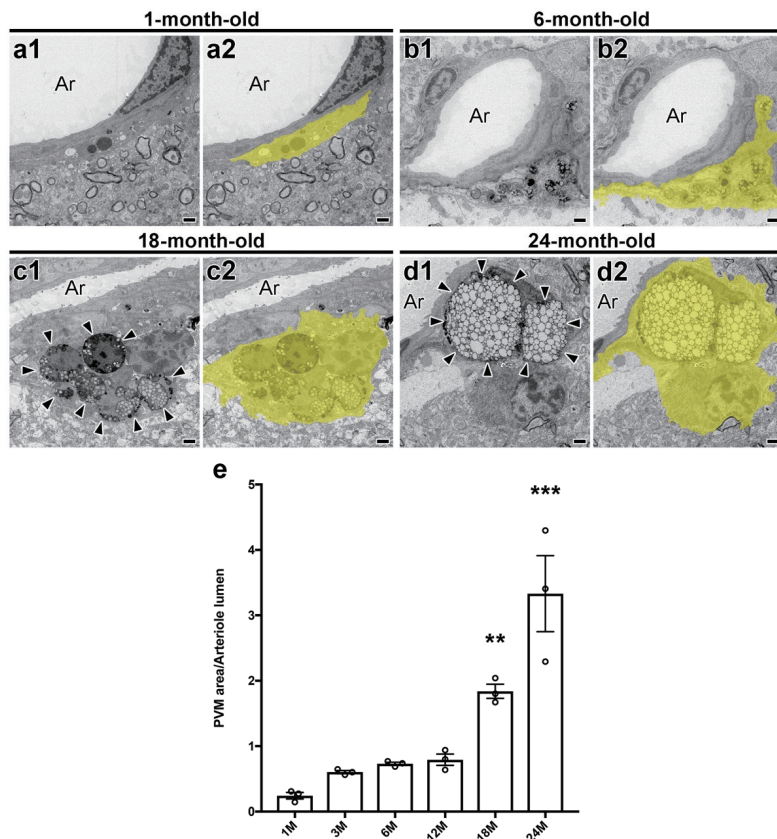 1-month-old 6-month-old
a1 a2 b1 b2
Ar Ar Ar Ar
18-month-old 24-month-old
c1 c2 d1 d2
Ar Ar Ar Ar
e
5
4
3
2
1
0
PVM area/Arteriole lumen
**
***
1M 3M 6M 12M 18M 24M